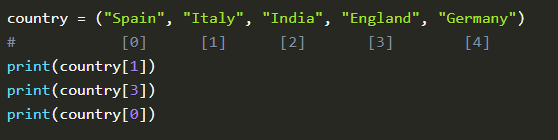 country = ("Spain", "Italy", "India", "England", "Germany")
#             [0]      [1]      [2]       [3]        [4]
print(country[1])
print(country[3])
print(country[0])